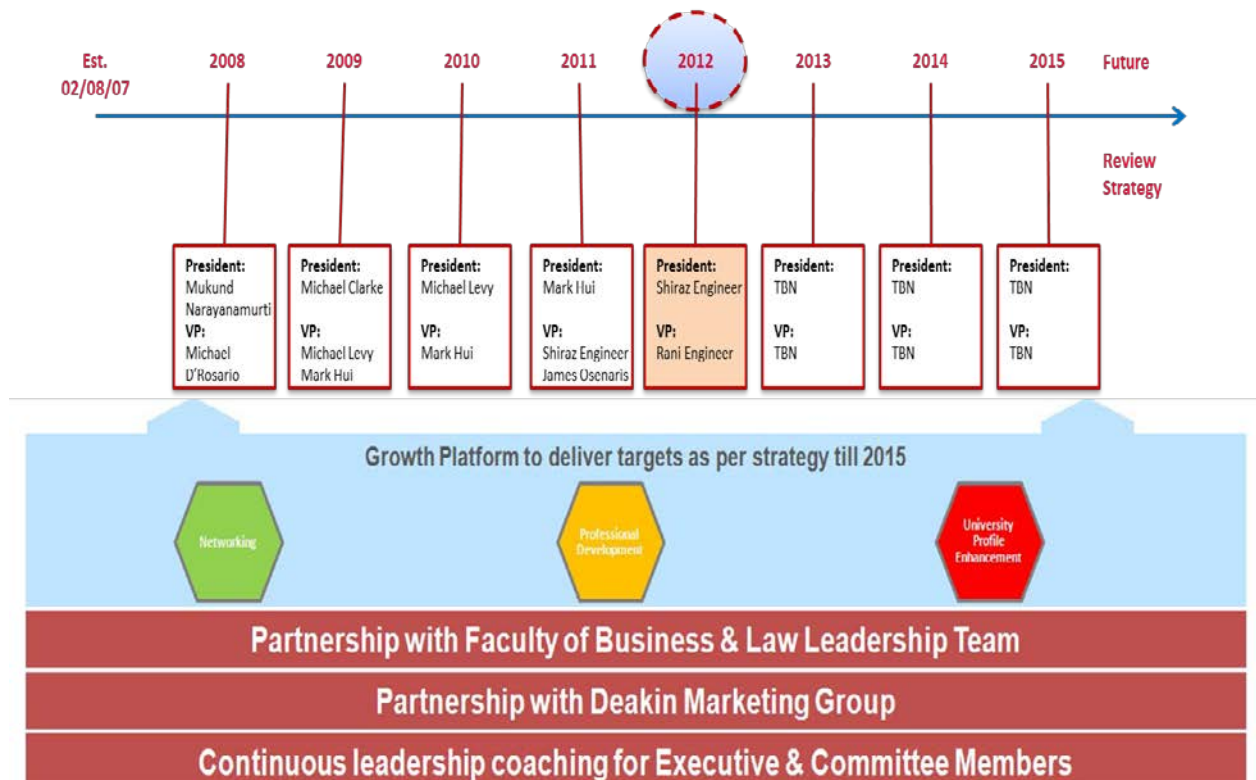 Est.
02/08/07
2008
2009
2010
2011
2012
2013
2014
2015
Future
Review
Strategy
President:
Mukund
Narayanamurti
VP:
Michael
D'Rosario
President:
Michael Clarke
VP:
Michael Levy
Mark Hui
President:
Michael Levy
VP:
Mark Hui
President:
Mark Hui
VP:
Shiraz Engineer
James Osenaris
President:
Shiraz Engineer
VP:
Rani Engineer
President:
TBN
VP:
TBN
President:
TBN
VP:
TBN
President:
TBN
VP:
TBN
Growth Platform to deliver targets as per strategy till 2015
Networking
Professional
Development
University
Profile
Enhancement
Partnership with Faculty of Business & Law Leadership Team
Partnership with Deakin Marketing Group
Continuous leadership coaching for Executive & Committee Members